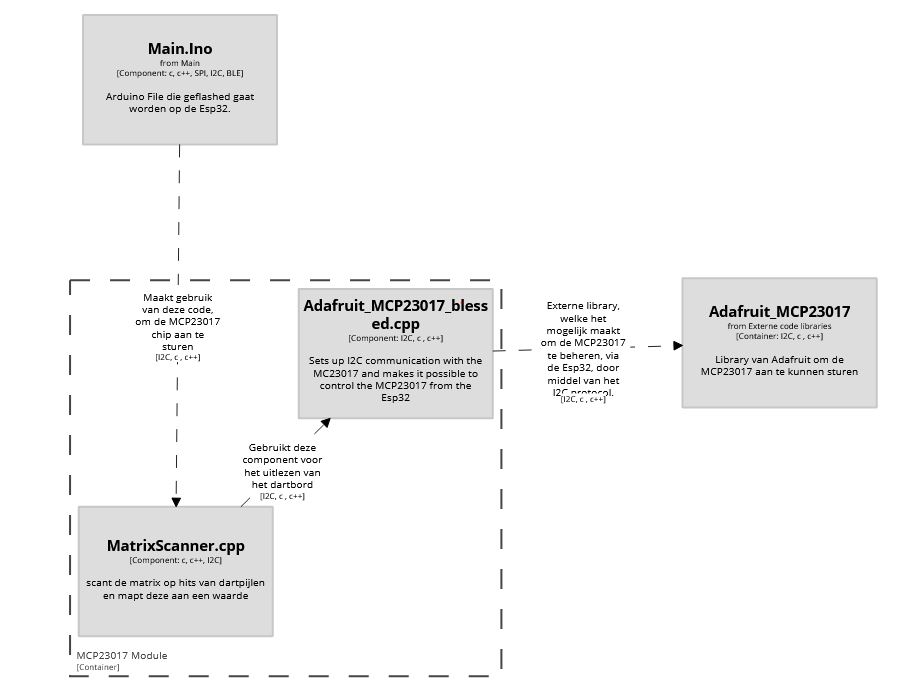 Main.Ino
from Main
[Component: c, c++, SPI, I2C, BLE]
Arduino File die geflashed gaat
worden op de Esp32.
Maakt gebruik
van deze code,
om de MCP23017
chip aan te
sturen
[I2C, c , c++]
Adafruit_MCP23017_bless
ed.cpp
[Component: I2C, c , c++]
Sets up I2C communication with the
MC23017 and makes it possible to
control the MCP23017 from the
Esp32
Externe library,
welke het
mogelijk maakt
om de MCP23017
te beheren, via
de Esp32, door
middel van het
I2C protocol.
[I2C, c , c++]
Adafruit_MCP23017
from Externe code libraries
[Container: I2C, c , c++]
Library van Adafruit om de
MCP23017 aan te kunnen sturen
Gebruikt deze
component voor
het uitlezen van
het dartbord
[I2C, c , c++]
MatrixScanner.cpp
[Component: c, c++, I2C]
scant de matrix op hits van dartpijlen
en mapt deze aan een waarde
MCP23017 Module
[Container]